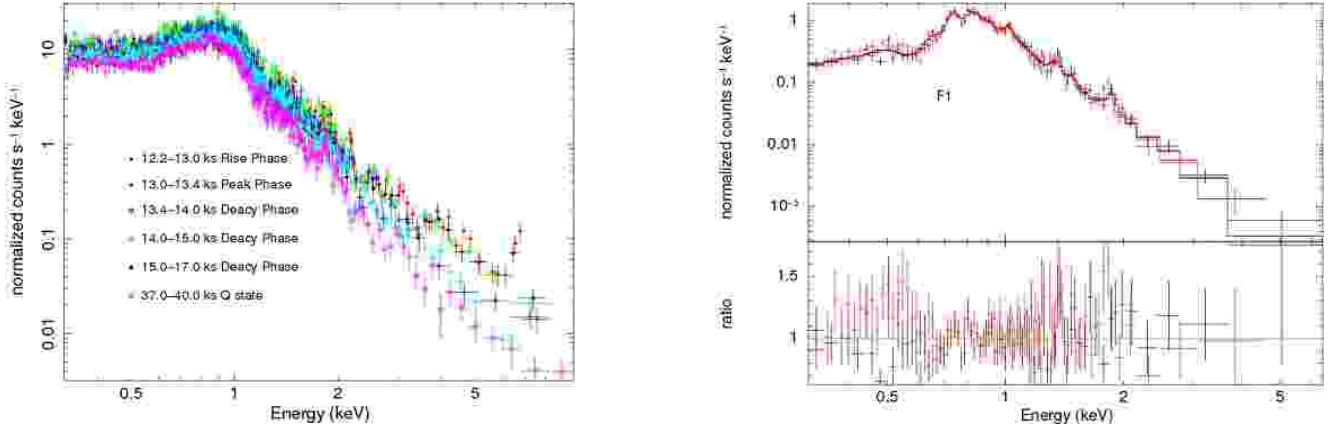 normalized counts s⁻¹ keV⁻¹
10
1
0.1
0.01
12.2–13.0 ks Rise Phase
13.0–13.4 ks Peak Phase
13.4–14.0 ks Deacy Phase
14.0–15.0 ks Deacy Phase
15.0–17.0 ks Deacy Phase
37.0–40.0 ks Q state
0.5 1 2 5
Energy (keV)
normalized counts s⁻¹ keV⁻¹
1
0.1
0.01
10⁻³
F1
ratio
1.5
1
0.5 1 2 5
Energy (keV)